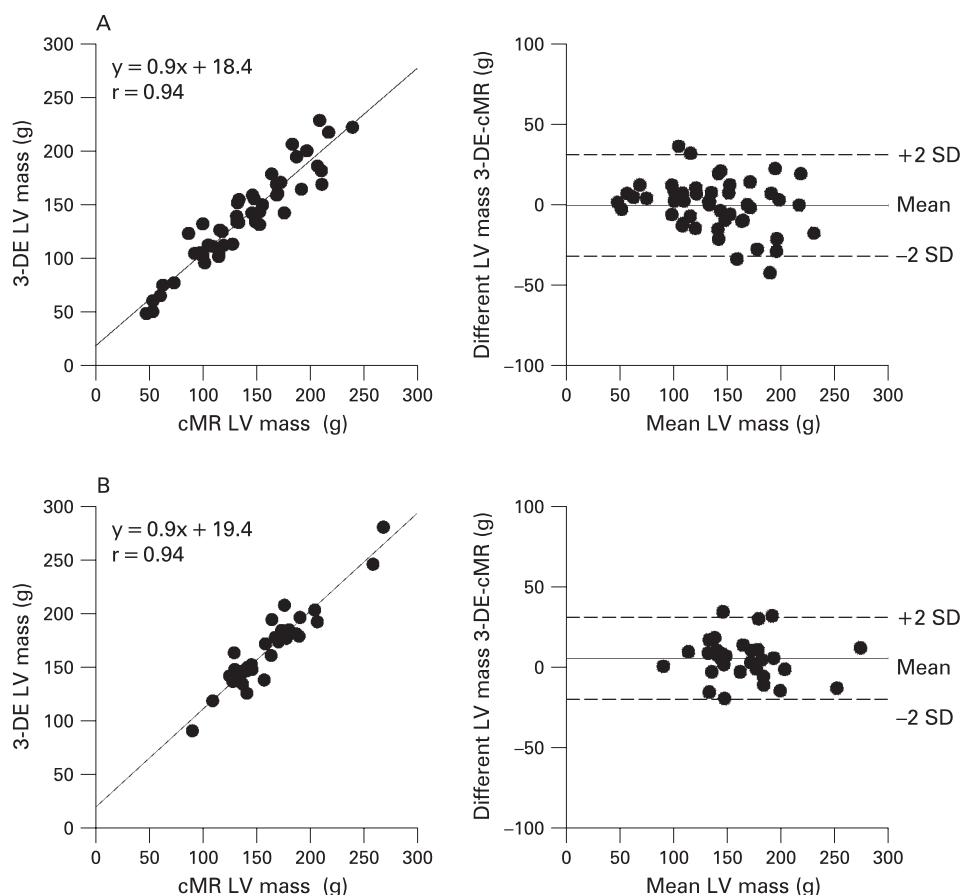 A
y = 0.9x + 18.4
r = 0.94
3-DE LV mass (g)
300
250
200
150
100
50
0
0 50 100 150 200 250 300
cMR LV mass (g)
Different LV mass 3-DE-cMR (g)
100
50
0
−50
−100
+2 SD
Mean
−2 SD
0 50 100 150 200 250 300
Mean LV mass (g)
B
y = 0.9x + 19.4
r = 0.94
3-DE LV mass (g)
300
250
200
150
100
50
0
0 50 100 150 200 250 300
cMR LV mass (g)
Different LV mass 3-DE-cMR (g)
100
50
0
−50
−100
+2 SD
Mean
−2 SD
0 50 100 150 200 250 300
Mean LV mass (g)